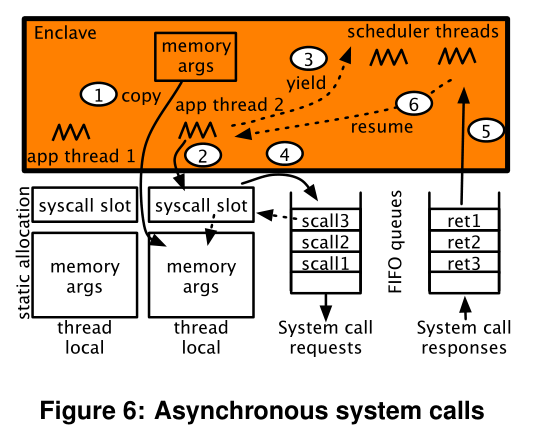 Enclave
scheduler threads
memory
args
3
yield
1
copy
app thread 2
6
resume
5
app thread 1
2
4
static allocation
syscall slot
syscall slot
memory
args
memory
args
thread
local
thread
local
scall3
scall2
scall1
System call
requests
FIFO queues
ret1
ret2
ret3
System call
responses
Figure 6: Asynchronous system calls